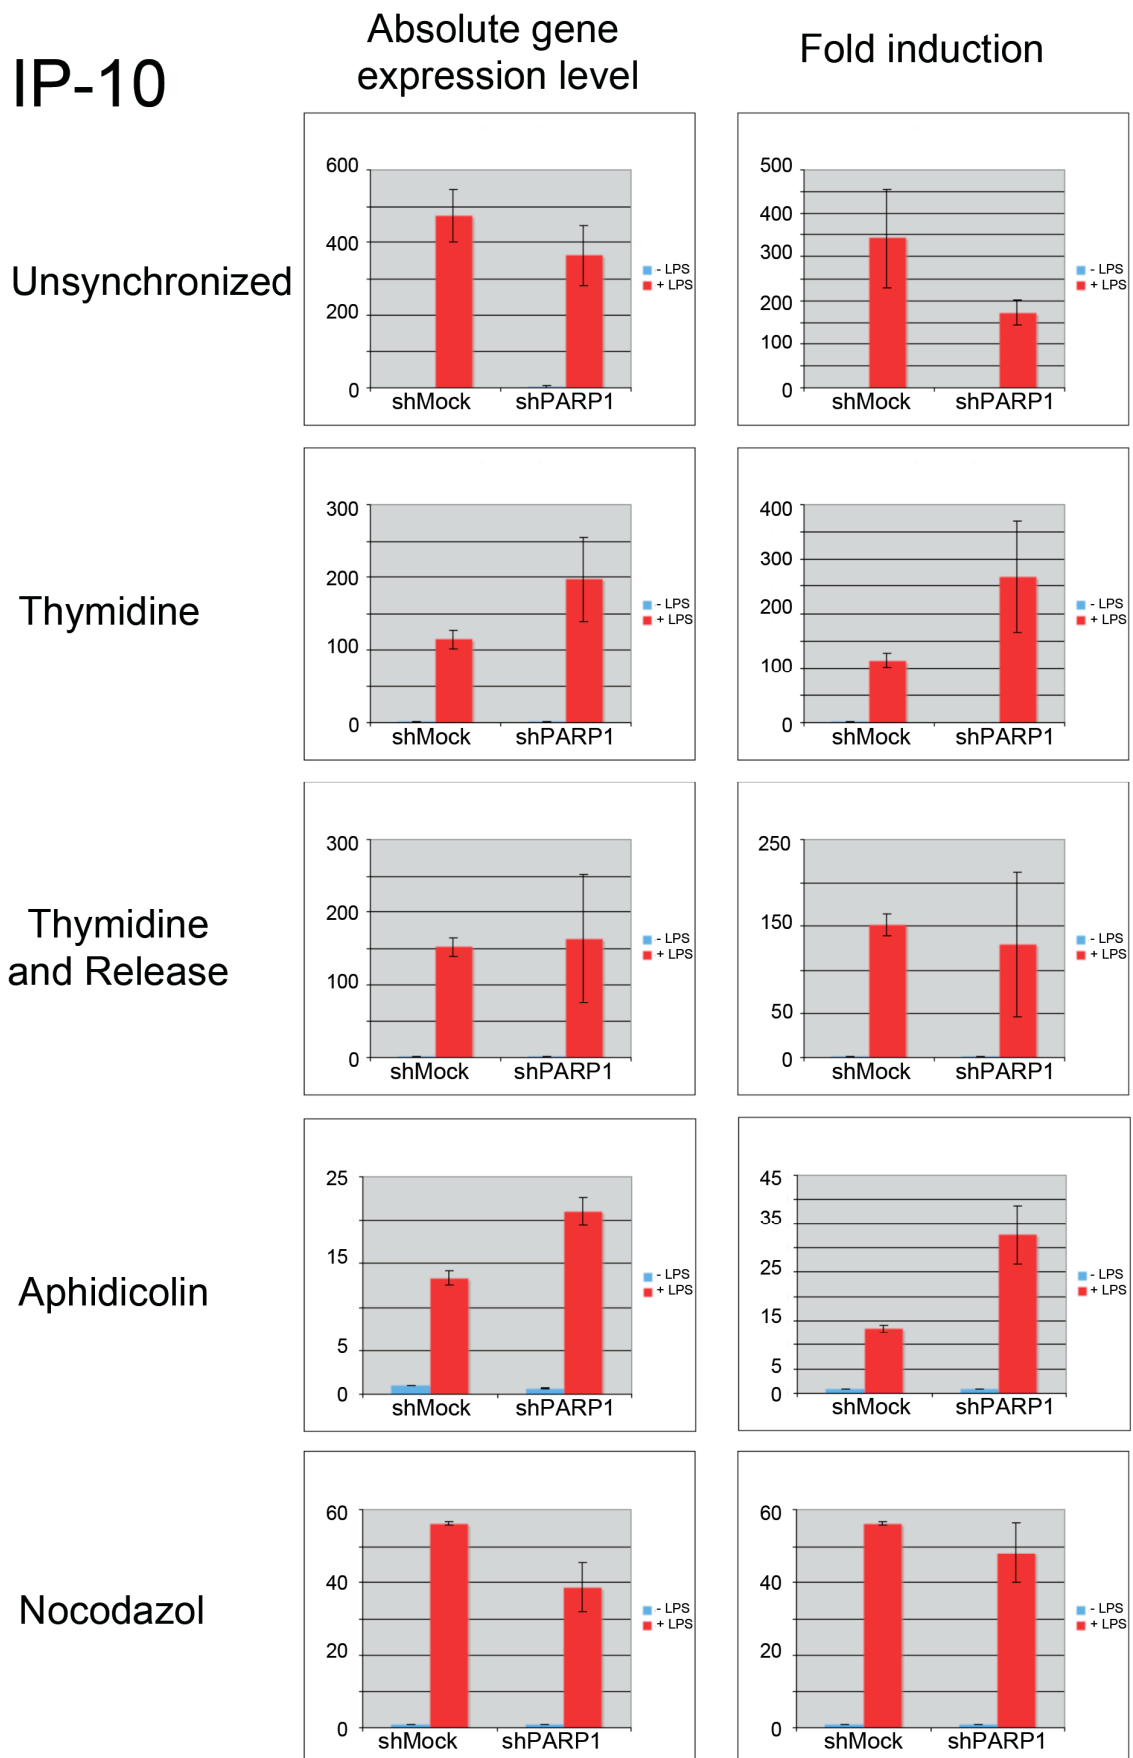 IP-10
Absolute gene
expression level
Fold induction
Unsynchronized
600
400
200
0
shMock shPARP1
- LPS
+ LPS
500
400
300
200
100
0
shMock shPARP1
- LPS
+ LPS
Thymidine
300
200
100
0
shMock shPARP1
- LPS
+ LPS
400
300
200
100
0
shMock shPARP1
- LPS
+ LPS
Thymidine
and Release
300
200
100
0
shMock shPARP1
- LPS
+ LPS
250
150
50
0
shMock shPARP1
- LPS
+ LPS
Aphidicolin
25
15
5
0
shMock shPARP1
- LPS
+ LPS
45
35
25
15
5
0
shMock shPARP1
- LPS
+ LPS
Nocodazol
60
40
20
0
shMock shPARP1
- LPS
+ LPS
60
40
20
0
shMock shPARP1
- LPS
+ LPS